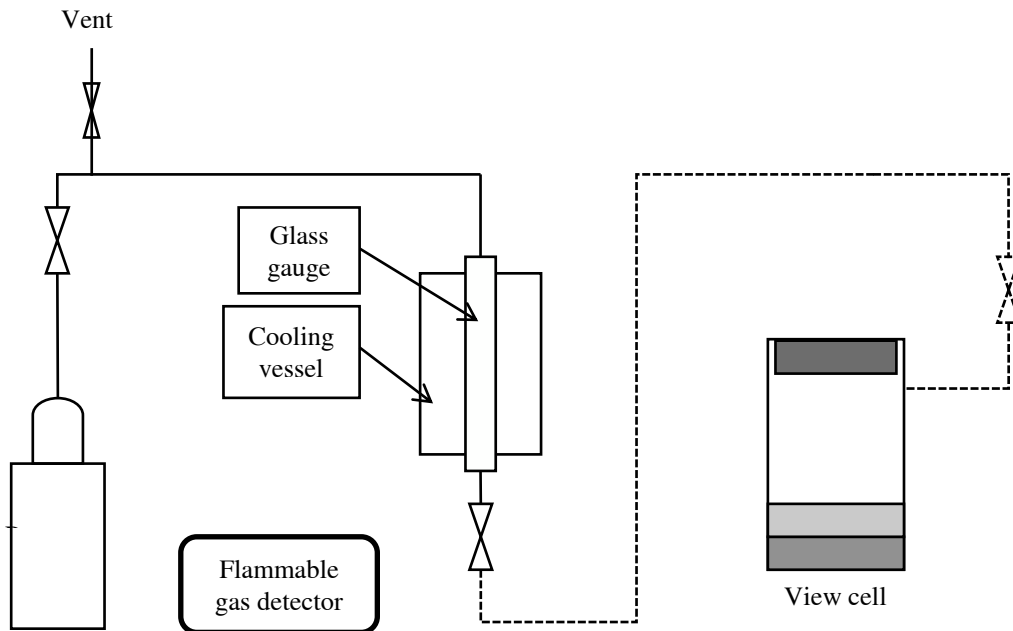 Vent
Glass
gauge
Cooling
vessel
Flammable
gas detector
View cell